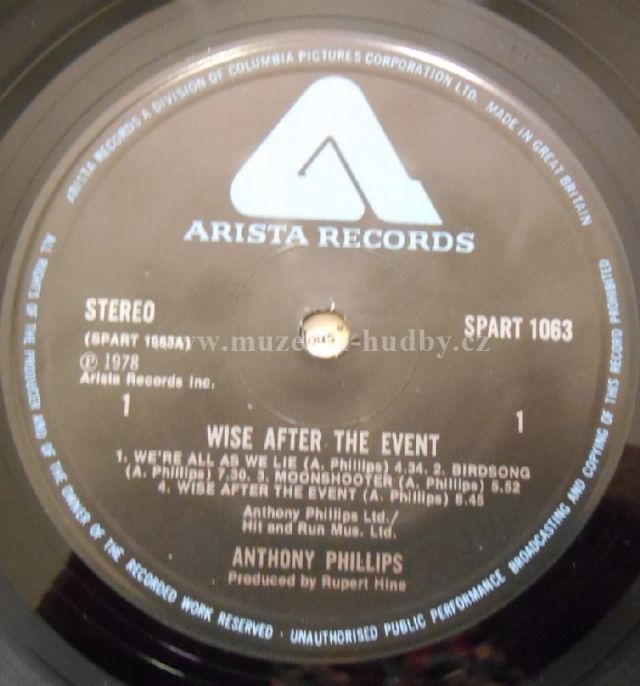 ARISTA RECORDS A DIVISION OF COLUMBIA PICTURES CORPORATION LTD. MADE IN GREAT BRITAIN
ARISTA RECORDS
STEREO
SPART 1063
(SPART 1063A)
℗ 1978
Arista Records Inc.
1
1
www.muzeum-hudby.cz
WISE AFTER THE EVENT
1. WE'RE ALL AS WE LIE (A. Phillips) 4.34, 2. BIRDSONG
(A. Phillips) 7.30, 3. MOONSHOOTER (A. Phillips) 5.52
4. WISE AFTER THE EVENT (A. Phillips) 8.45
Anthony Phillips Ltd./
Hit and Run Mus. Ltd.
ANTHONY PHILLIPS
Produced by Rupert Hine
ALL RIGHTS OF THE PRODUCER AND OF THE OWNER OF THE RECORDED WORK RESERVED · UNAUTHORISED PUBLIC PERFORMANCE BROADCASTING AND COPYING OF THIS RECORD PROHIBITED